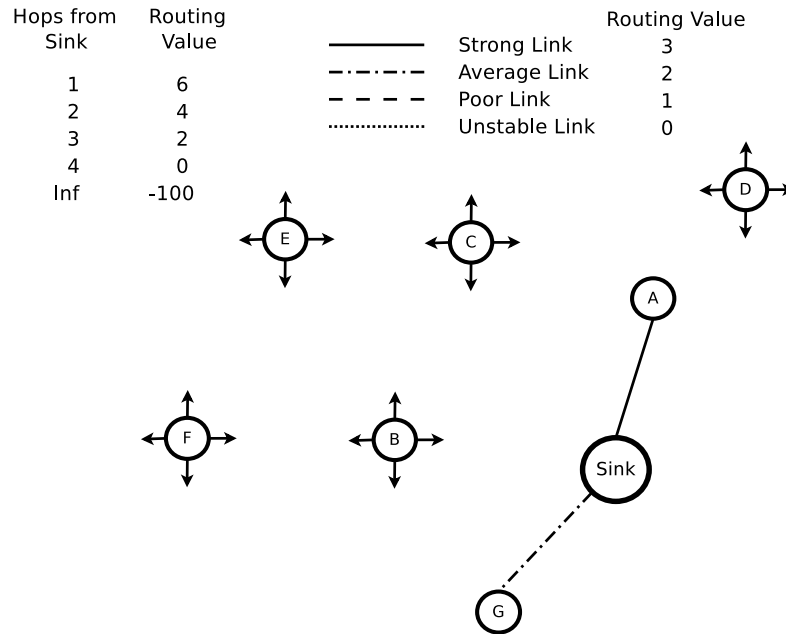 Hops from Sink Routing Value
1 6
2 4
3 2
4 0
Inf -100
Routing Value
Strong Link 3
Average Link 2
Poor Link 1
Unstable Link 0
D
E
C
A
F
B
Sink
G